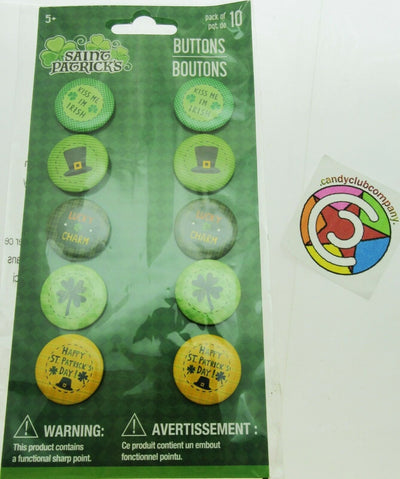 5+
pack of
pqt. de
10
SAINT
PATRICK'S
BUTTONS
BOUTONS
KISS ME
I'M
IRISH
KISS ME
I'M
IRISH
LUCKY
CHARM
LUCKY
CHARM
HAPPY
ST. PATRICK'S
DAY!
HAPPY
ST. PATRICK'S
DAY!
.candyclubcompany.
WARNING:
This product contains
a functional sharp point.
AVERTISSEMENT :
Ce produit contient un embout
fonctionnel pointu.